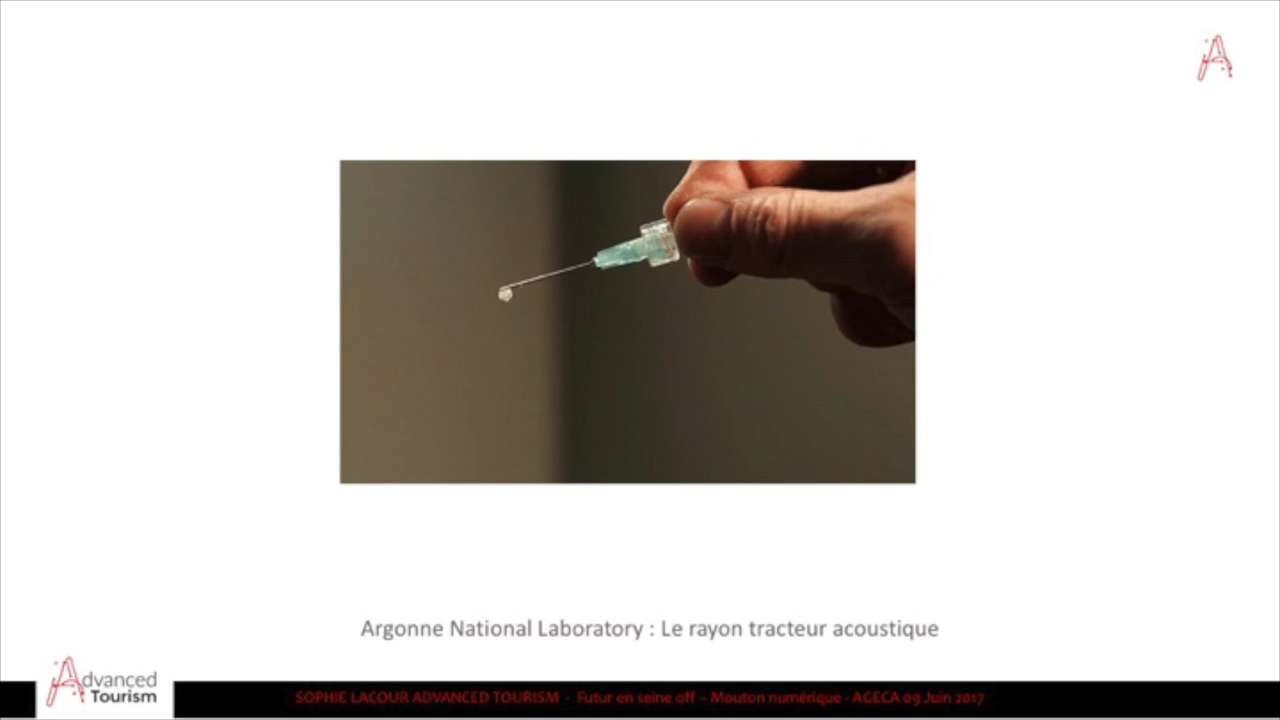 Argonne National Laboratory : Le rayon tracteur acoustique
Advanced
Tourism
SOPHIE LACOUR ADVANCED TOURISM - Futur en seine off – Mouton numérique - AGECA 09 Juin 2017